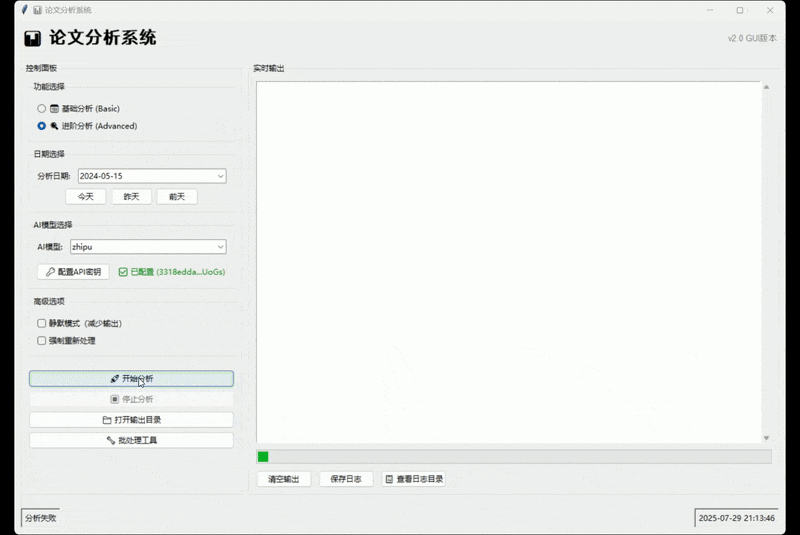 论文分析系统
论文分析系统
v2.0 GUI版本
控制面板
功能选择
基础分析 (Basic)
进阶分析 (Advanced)
日期选择
分析日期: 2024-05-15
今天 昨天 前天
AI模型选择
AI模型: zhipu
配置API密钥 已配置 (3318edda...UoGs)
高级选项
静默模式（减少输出）
强制重新处理
开始分析
停止分析
打开输出目录
批处理工具
实时输出
清空输出 保存日志 查看日志目录
分析失败
2025-07-29 21:13:46